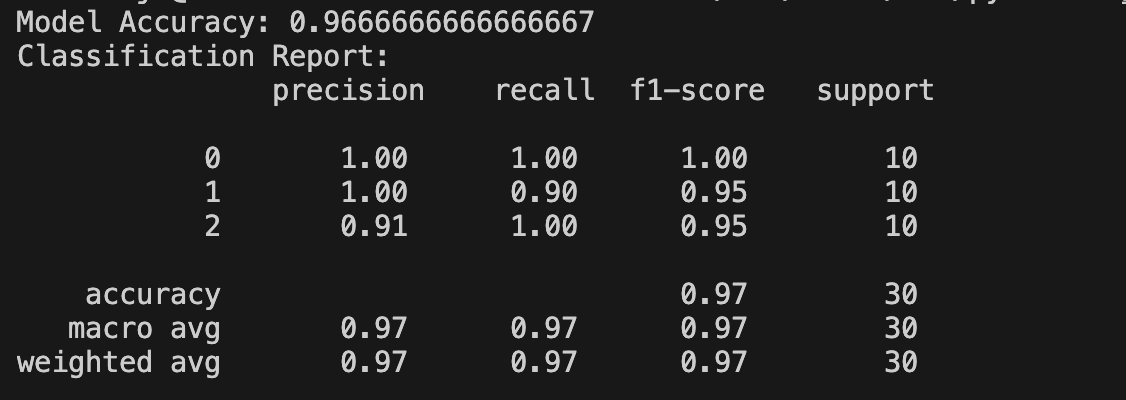 Model Accuracy: 0.9666666666666667
Classification Report:
precision recall f1-score support
0 1.00 1.00 1.00 10
1 1.00 0.90 0.95 10
2 0.91 1.00 0.95 10
accuracy 0.97 30
macro avg 0.97 0.97 0.97 30
weighted avg 0.97 0.97 0.97 30